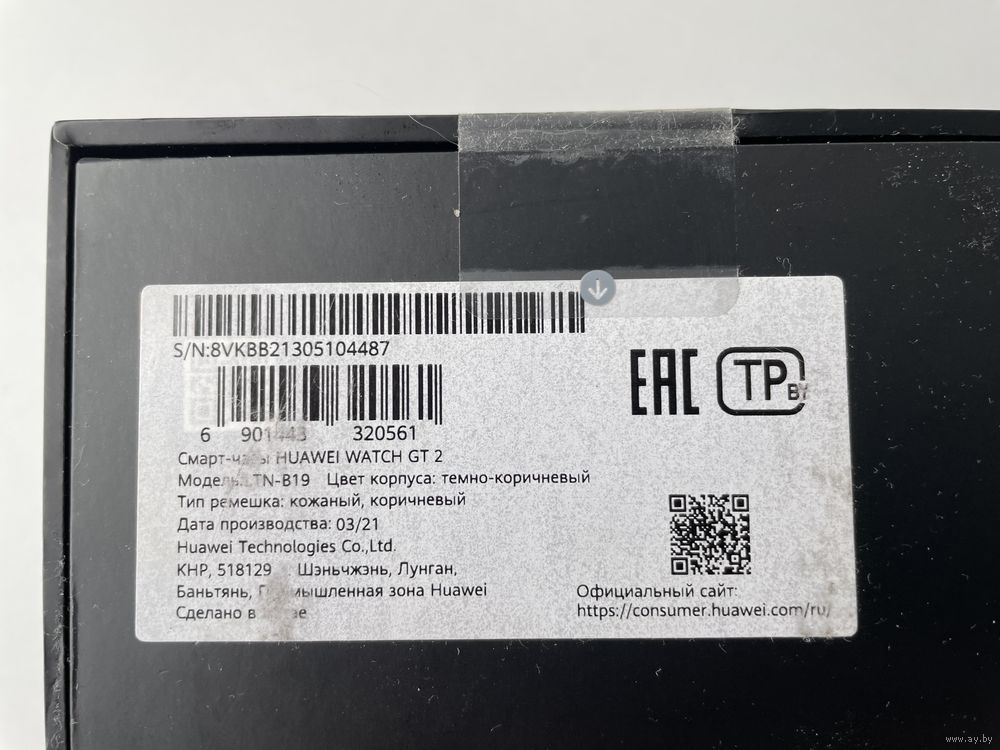 S/N:8VKBB21305104487
EAC TP BY
6 901443 320561
HUAWEI WATCH GT 2
Цвет корпуса: темно-коричневый
Тип ремешка: кожаный, коричневый
Дата производства: 03/21
Huawei Technologies Co.,Ltd.
КНР, 518129 Шэньчжэнь, Лунган,
Баньтянь, зона Huawei
Сделано в
Официальный сайт:
https://consumer.huawei.com/ru/
www.ay.by